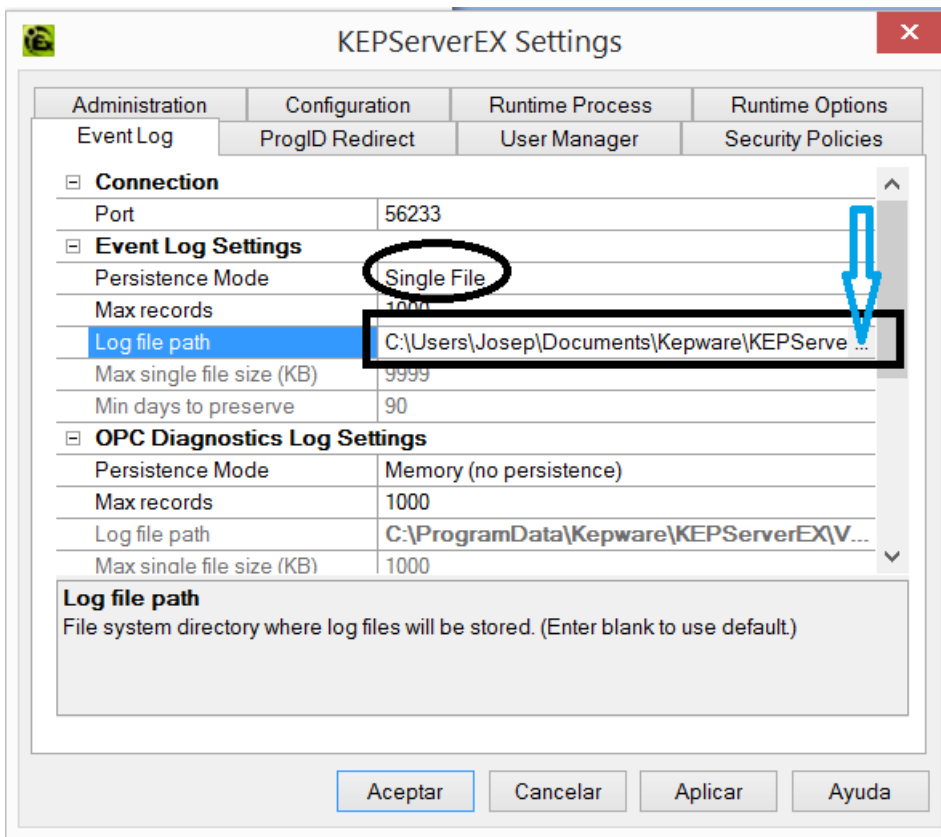 KEPServerEX Settings
Administration Configuration Runtime Process Runtime Options
Event Log ProgID Redirect User Manager Security Policies
Connection
Port 56233
Event Log Settings
Persistence Mode Single File
Max records 1000
Log file path C:\Users\Josep\Documents\Kepware\KEPServe ...
Max single file size (KB) 9999
Min days to preserve 90
OPC Diagnostics Log Settings
Persistence Mode Memory (no persistence)
Max records 1000
Log file path C:\ProgramData\Kepware\KEPServerEX\V...
Max single file size (KB) 1000
Log file path
File system directory where log files will be stored. (Enter blank to use default.)
Aceptar Cancelar Aplicar Ayuda